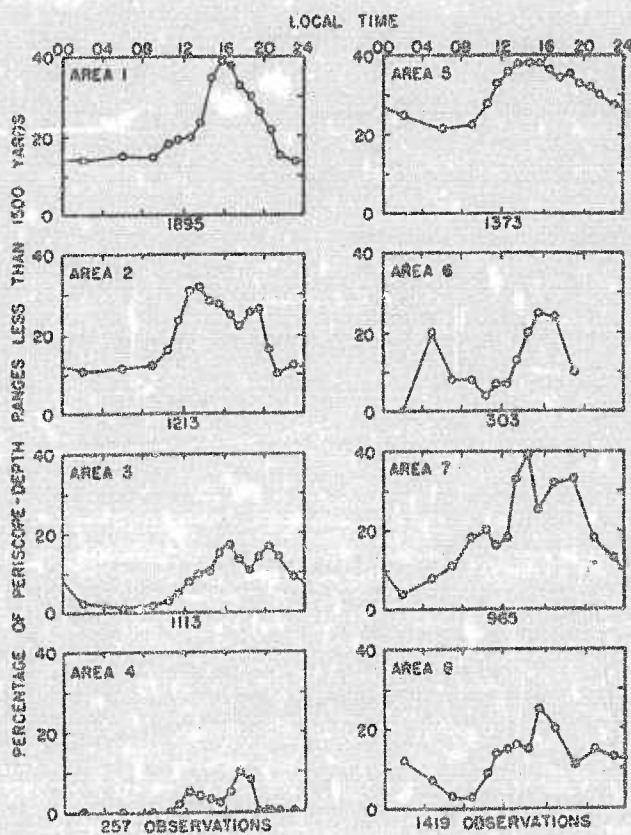 LOCAL TIME
00 04 08 12 16 20 24
00 04 08 12 16 20 24
PERCENTAGE OF PERISCOPE-DEPTH RANGES LESS THAN 1500 YARDS
40
AREA 1
20
0
1895
40
AREA 5
20
0
1373
40
AREA 2
20
0
1213
40
AREA 6
20
0
303
40
AREA 3
20
0
1113
40
AREA 7
20
0
965
40
AREA 4
20
0
257 OBSERVATIONS
40
AREA 8
20
0
1419 OBSERVATIONS